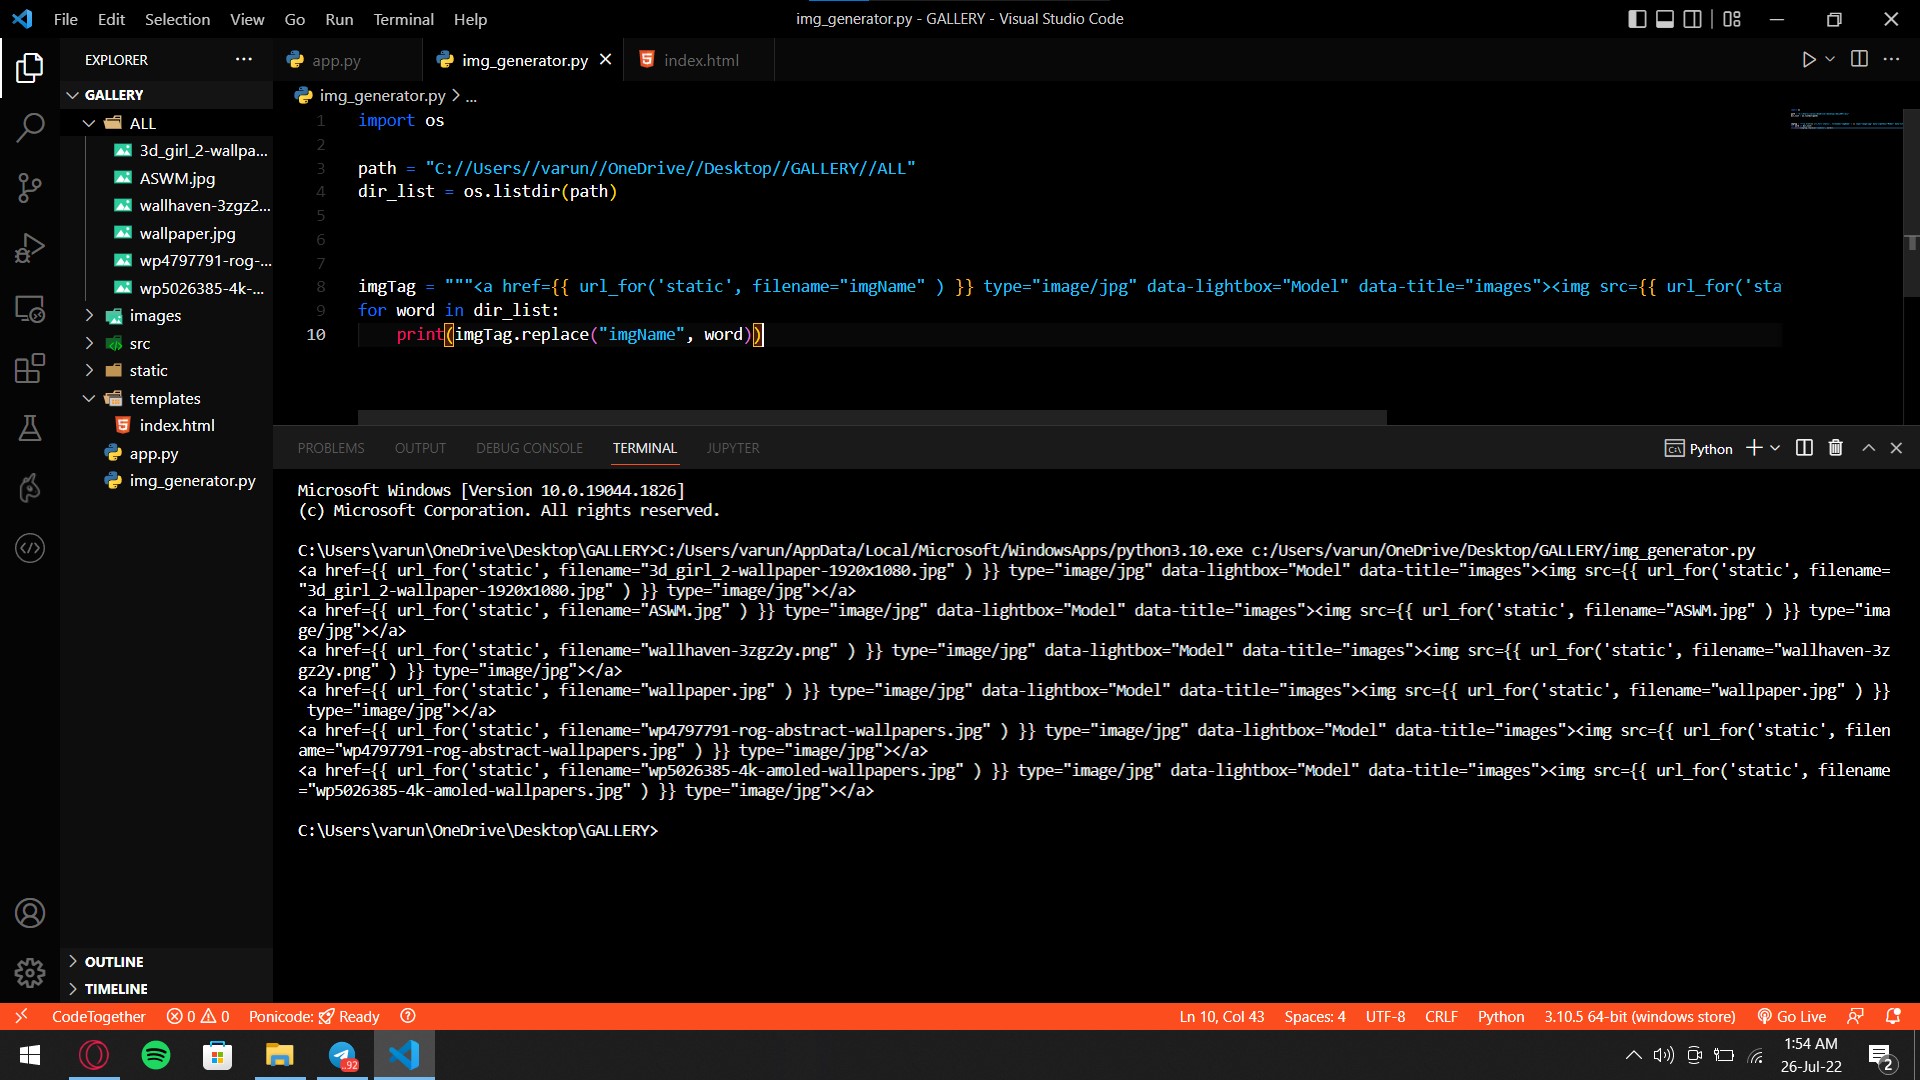 File Edit Selection View Go Run Terminal Help
img_generator.py - GALLERY - Visual Studio Code
EXPLORER
app.py
img_generator.py
index.html
GALLERY
ALL
3d_girl_2-wallpa...
ASWM.jpg
wallhaven-3zgz2...
wallpaper.jpg
wp4797791-rog-...
wp5026385-4k-...
images
src
static
templates
index.html
app.py
img_generator.py
OUTLINE
TIMELINE
img_generator.py > ...
1 import os
2
3 path = "C://Users//varun//OneDrive//Desktop//GALLERY//ALL"
4 dir_list = os.listdir(path)
5
6
7
8 imgTag = """<a href={{ url_for('static', filename="imgName" ) }} type="image/jpg" data-lightbox="Model" data-title="images"><img src={{ url_for('sta
9 for word in dir_list:
10 print(imgTag.replace("imgName", word))
PROBLEMS OUTPUT DEBUG CONSOLE TERMINAL JUPYTER
Python
Microsoft Windows [Version 10.0.19044.1826]
(c) Microsoft Corporation. All rights reserved.
C:\Users\varun\OneDrive\Desktop\GALLERY>C:/Users/varun/AppData/Local/Microsoft/WindowsApps/python3.10.exe c:/Users/varun/OneDrive/Desktop/GALLERY/img_generator.py
<a href={{ url_for('static', filename="3d_girl_2-wallpaper-1920x1080.jpg" ) }} type="image/jpg" data-lightbox="Model" data-title="images"><img src={{ url_for('static', filename=
"3d_girl_2-wallpaper-1920x1080.jpg" ) }} type="image/jpg"></a>
<a href={{ url_for('static', filename="ASWM.jpg" ) }} type="image/jpg" data-lightbox="Model" data-title="images"><img src={{ url_for('static', filename="ASWM.jpg" ) }} type="ima
ge/jpg"></a>
<a href={{ url_for('static', filename="wallhaven-3zgz2y.png" ) }} type="image/jpg" data-lightbox="Model" data-title="images"><img src={{ url_for('static', filename="wallhaven-3z
gz2y.png" ) }} type="image/jpg"></a>
<a href={{ url_for('static', filename="wallpaper.jpg" ) }} type="image/jpg" data-lightbox="Model" data-title="images"><img src={{ url_for('static', filename="wallpaper.jpg" ) }}
type="image/jpg"></a>
<a href={{ url_for('static', filename="wp4797791-rog-abstract-wallpapers.jpg" ) }} type="image/jpg" data-lightbox="Model" data-title="images"><img src={{ url_for('static', filen
ame="wp4797791-rog-abstract-wallpapers.jpg" ) }} type="image/jpg"></a>
<a href={{ url_for('static', filename="wp5026385-4k-amoled-wallpapers.jpg" ) }} type="image/jpg" data-lightbox="Model" data-title="images"><img src={{ url_for('static', filename
="wp5026385-4k-amoled-wallpapers.jpg" ) }} type="image/jpg"></a>
C:\Users\varun\OneDrive\Desktop\GALLERY>
CodeTogether 0 0 Ponicode: Ready
Ln 10, Col 43 Spaces: 4 UTF-8 CRLF Python 3.10.5 64-bit (windows store) Go Live
92
1:54 AM
26-Jul-22
2